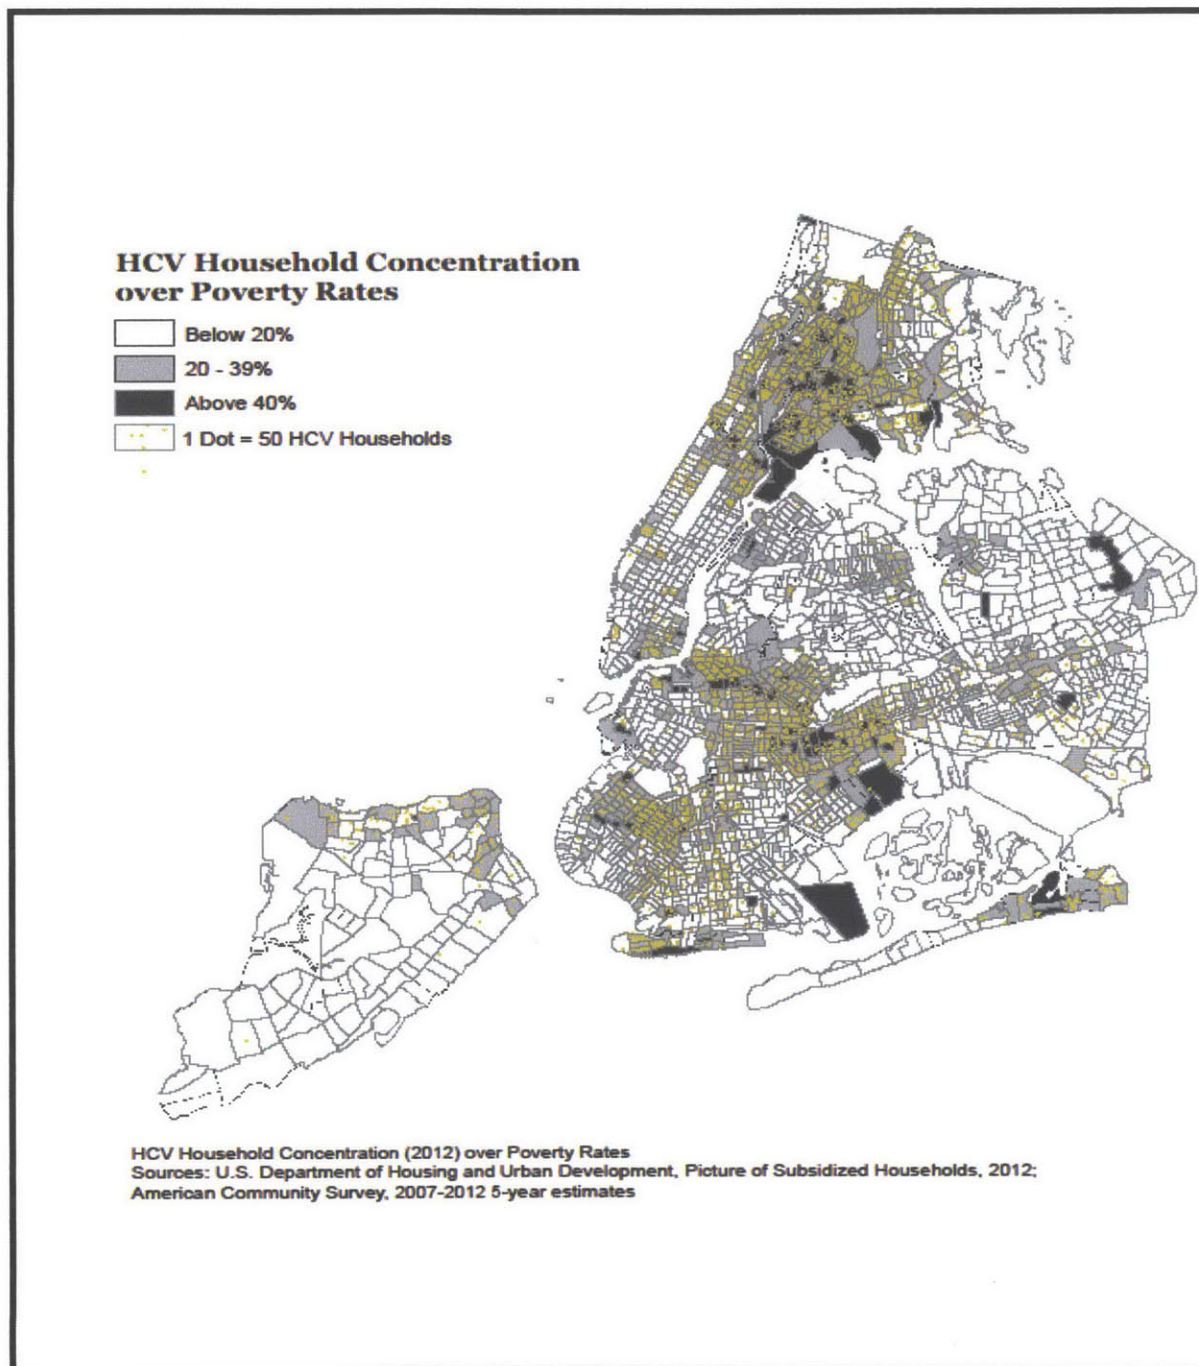 HCV Household Concentration
over Poverty Rates
Below 20%
20 - 39%
Above 40%
1 Dot = 50 HCV Households
HCV Household Concentration (2012) over Poverty Rates
Sources: U.S. Department of Housing and Urban Development, Picture of Subsidized Households, 2012;
American Community Survey, 2007-2012 5-year estimates